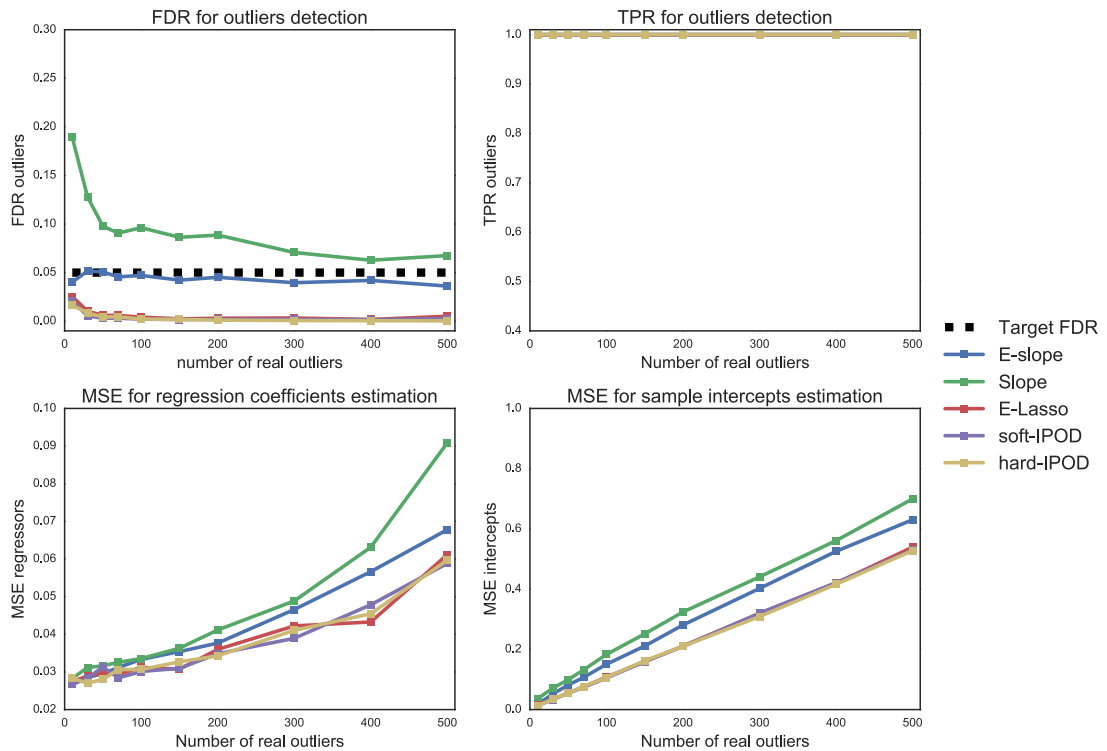 FDR for outliers detection
0.30
0.25
0.20
0.15
0.10
0.05
0.00
FDR outliers
0 100 200 300 400 500
number of real outliers
TPR for outliers detection
1.0
0.9
0.8
0.7
0.6
0.5
0.4
TPR outliers
0 100 200 300 400 500
Number of real outliers
MSE for regression coefficients estimation
0.10
0.09
0.08
0.07
0.06
0.05
0.04
0.03
0.02
MSE regressors
0 100 200 300 400 500
Number of real outliers
MSE for sample intercepts estimation
1.0
0.8
0.6
0.4
0.2
0.0
MSE intercepts
0 100 200 300 400 500
Number of real outliers
Target FDR
E-slope
Slope
E-Lasso
soft-IPOD
hard-IPOD